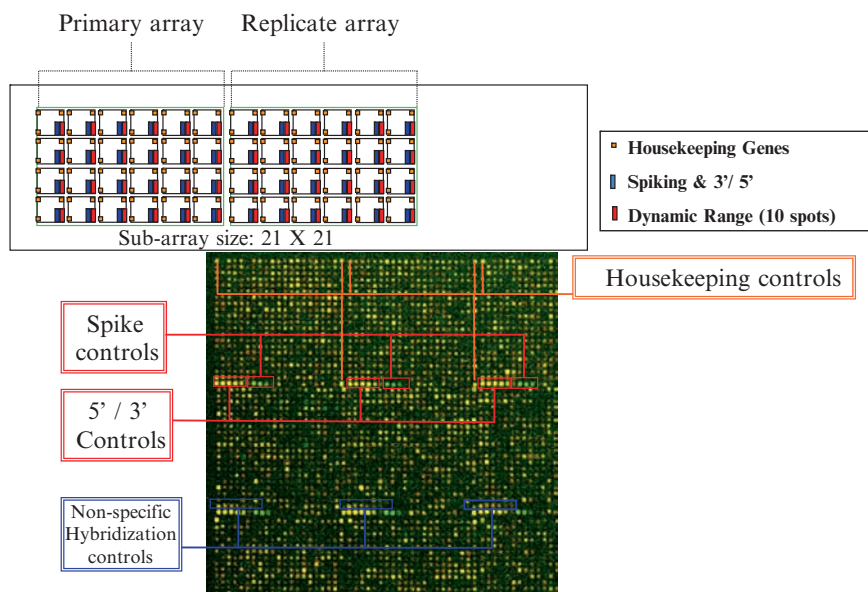 Primary array
Replicate array
Housekeeping Genes
Spiking & 3’/ 5’
Dynamic Range (10 spots)
Sub-array size: 21 X 21
Housekeeping controls
Spike
controls
5’ / 3’
Controls
Non-specific
Hybridization
controls